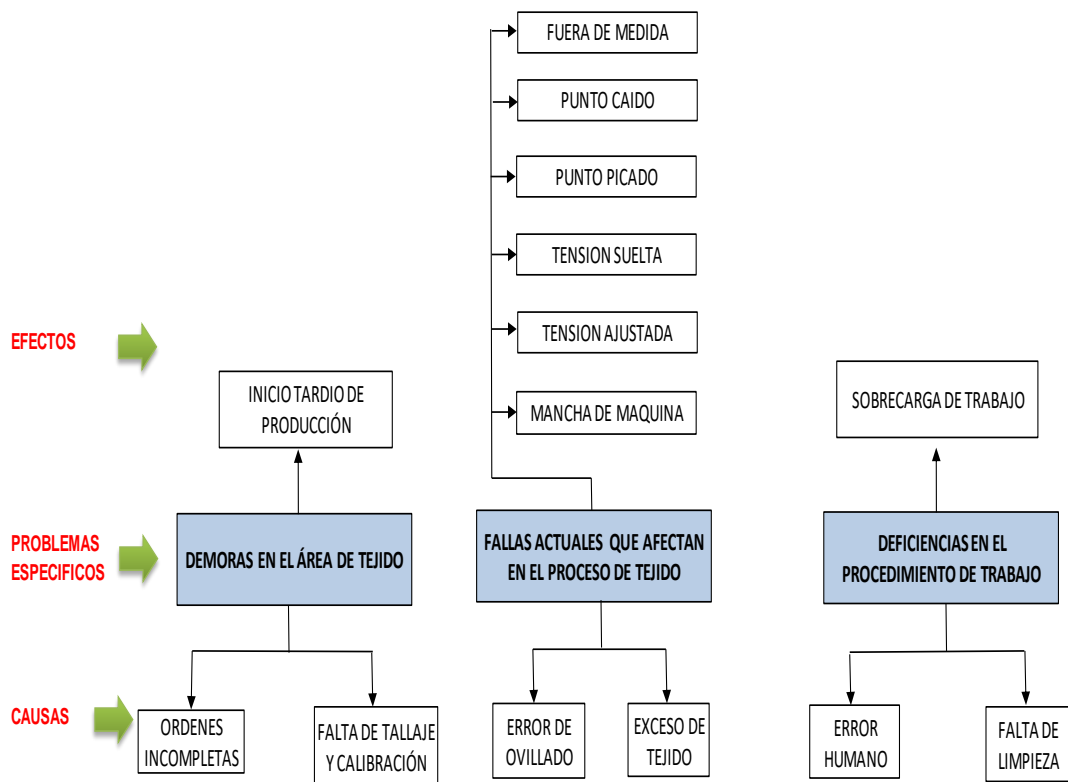 FUERA DE MEDIDA
PUNTO CAIDO
PUNTO PICADO
TENSION SUELTA
TENSION AJUSTADA
MANCHA DE MAQUINA
EFECTOS
INICIO TARDIO DE
PRODUCCIÓN
SOBRECARGA DE TRABAJO
PROBLEMAS
ESPECIFICOS
DEMORAS EN EL ÁREA DE TEJIDO
FALLAS ACTUALES QUE AFECTAN
EN EL PROCESO DE TEJIDO
DEFICIENCIAS EN EL
PROCEDIMIENTO DE TRABAJO
CAUSAS
ORDENES
INCOMPLETAS
FALTA DE TALLAJE
Y CALIBRACIÓN
ERROR DE
OVILLADO
EXCESO DE
TEJIDO
ERROR
HUMANO
FALTA DE
LIMPIEZA